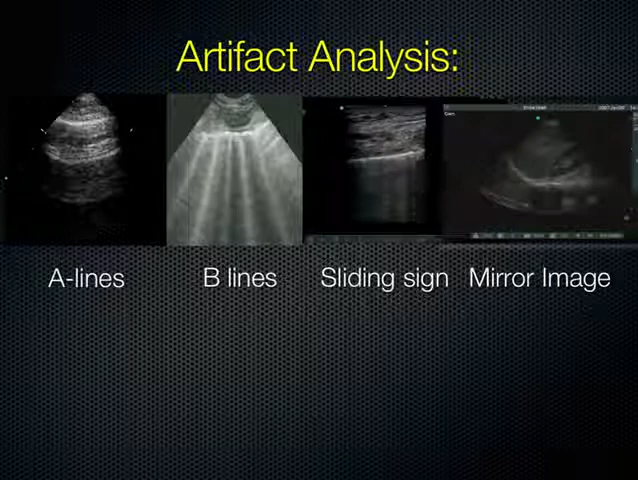 Artifact Analysis:
A-lines
B lines
Sliding sign
Mirror Image